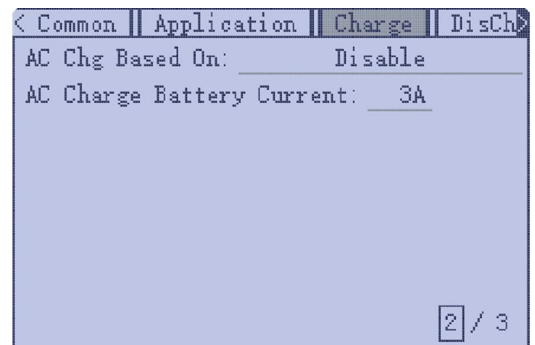 < Common Application Charge DisCh
AC Chg Based On: Disable
AC Charge Battery Current: 3A
2 / 3